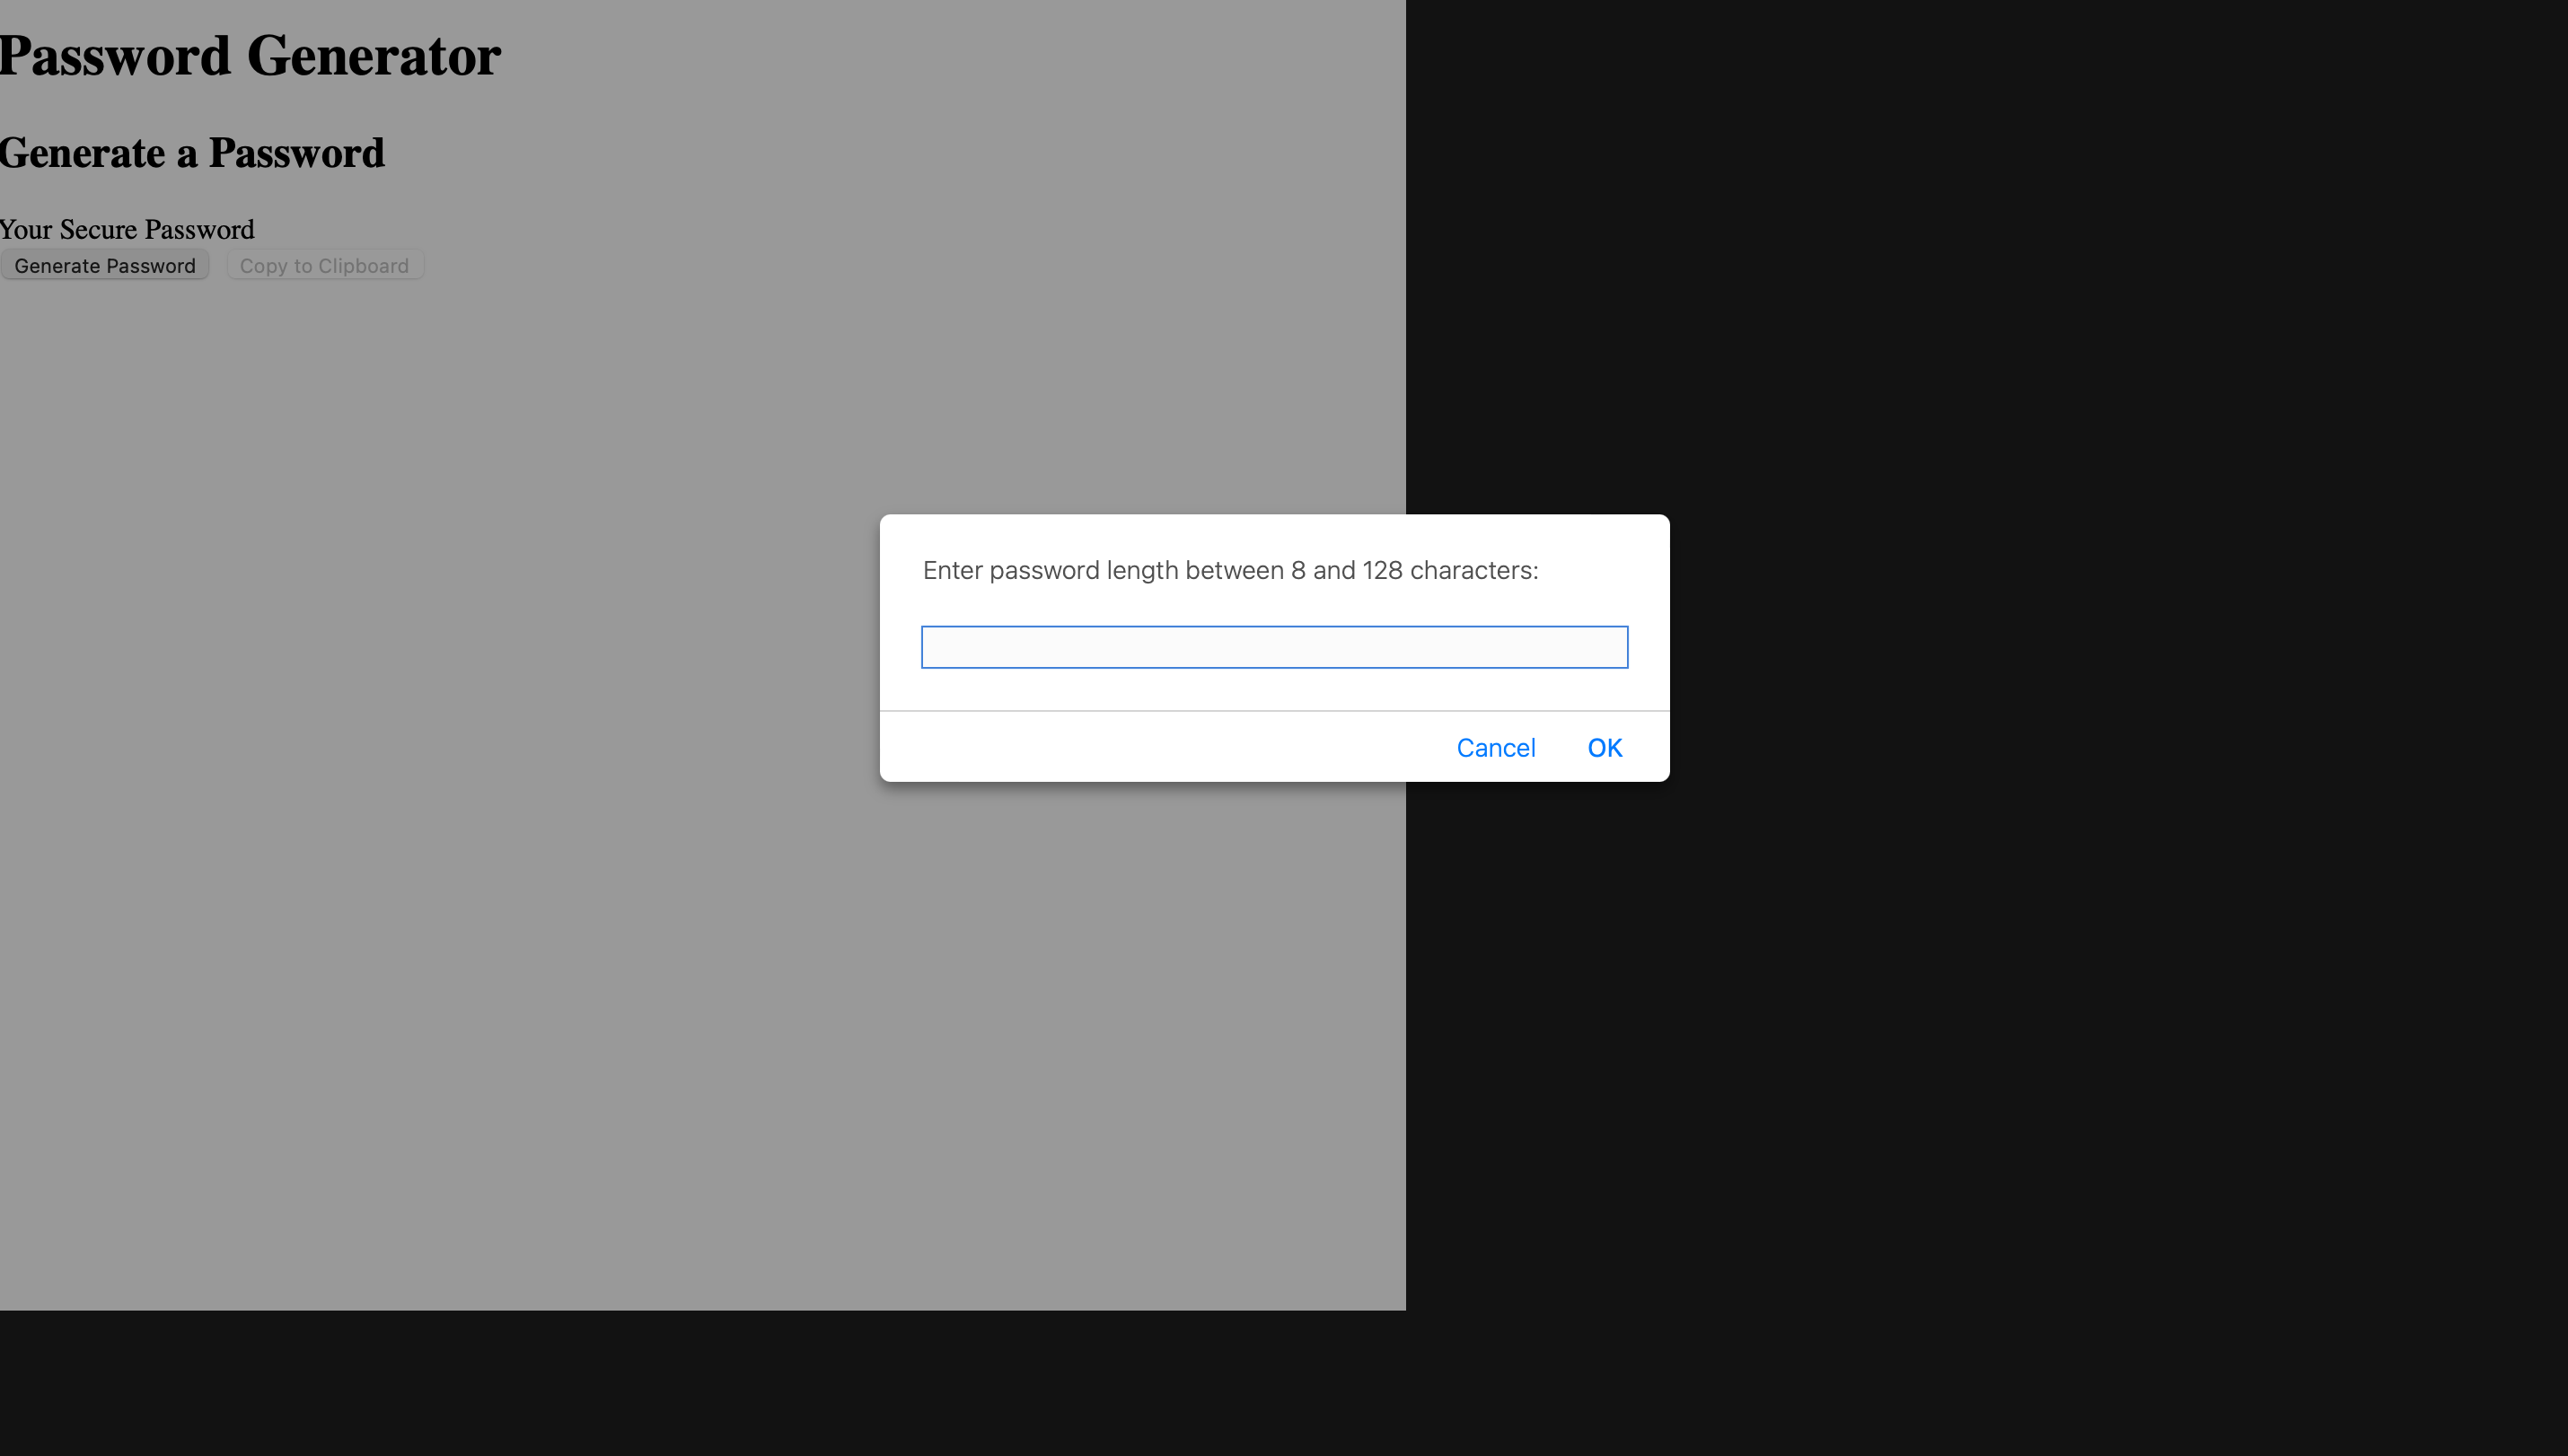 Password Generator
Generate a Password
Your Secure Password
Generate Password Copy to Clipboard
Enter password length between 8 and 128 characters:
Cancel OK